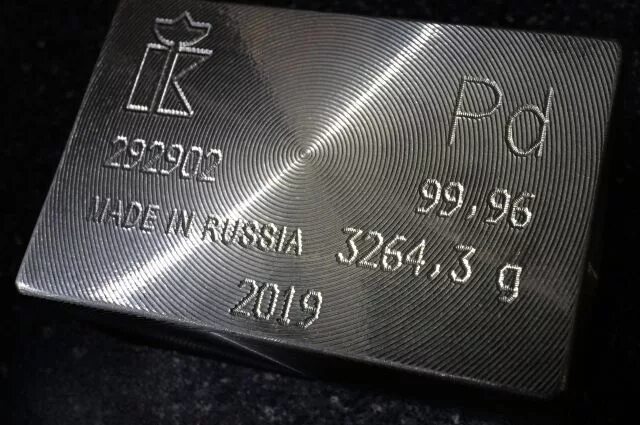 Pd
292902
99,96
MADE IN RUSSIA
3264,3 g
2019